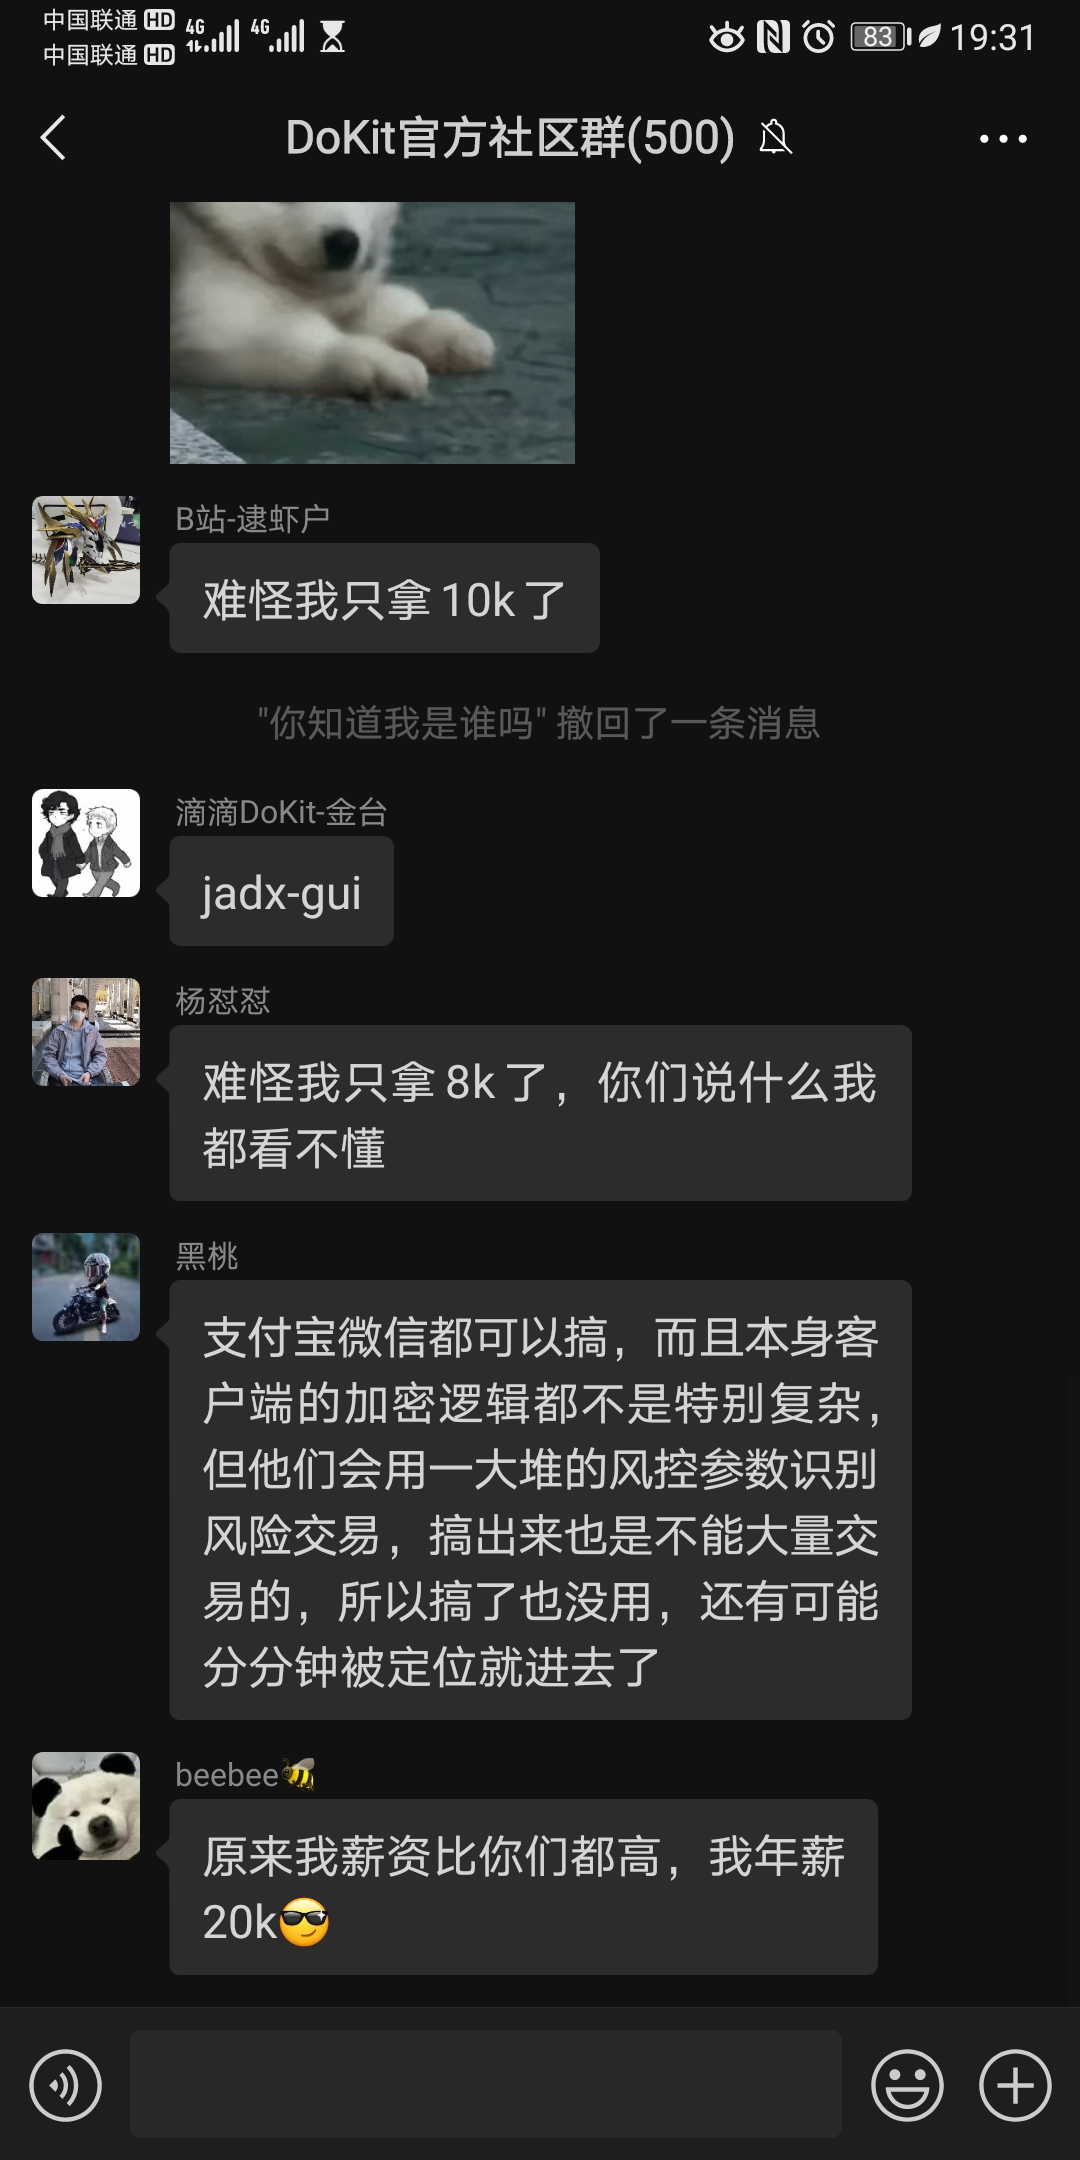 中国联通 HD 4G 4G 83 19:31
中国联通 HD
DoKit官方社区群(500)
B站-逮虾户
难怪我只拿10k了
"你知道我是谁吗" 撤回了一条消息
滴滴DoKit-金台
jadx-gui
杨怼怼
难怪我只拿8k了，你们说什么我
都看不懂
黑桃
支付宝微信都可以搞，而且本身客
户端的加密逻辑都不是特别复杂，
但他们会用一大堆的风控参数识别
风险交易，搞出来也是不能大量交
易的，所以搞了也没用，还有可能
分分钟被定位就进去了
beebee🐝
原来我薪资比你们都高，我年薪
20k😎